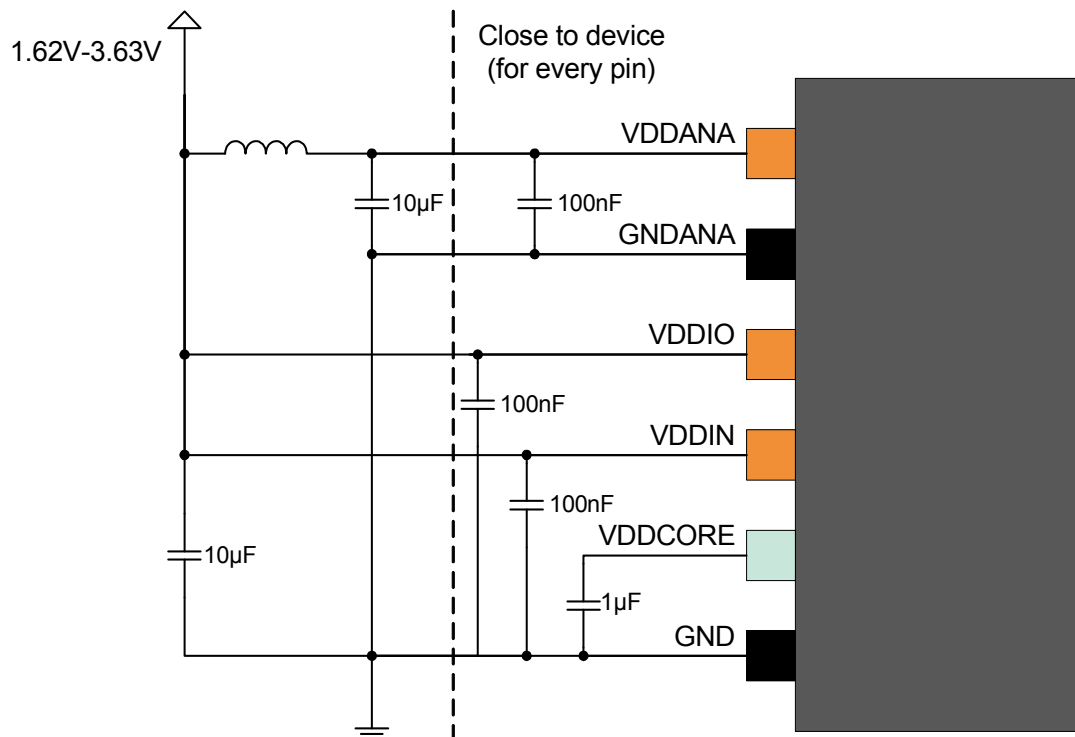 1.62V-3.63V
Close to device
(for every pin)
VDDANA
10µF
100nF
GNDANA
VDDIO
100nF
VDDIN
100nF
VDDCORE
10µF
1µF
GND